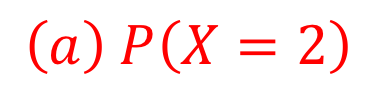 (a) P(X = 2)